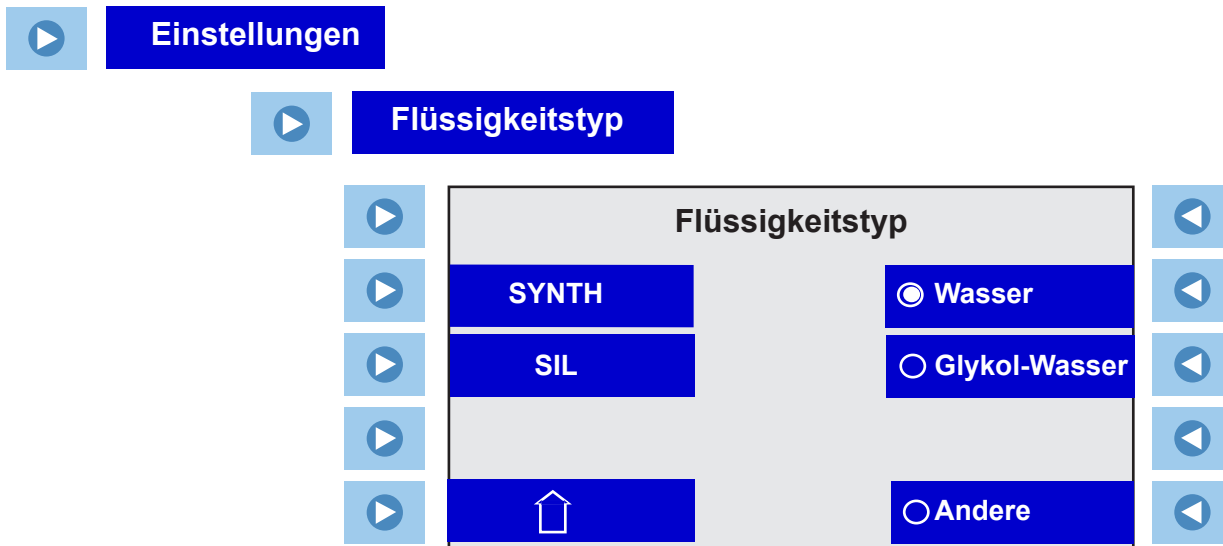 Einstellungen
Flüssigkeitstyp
Flüssigkeitstyp
SYNTH
Wasser
SIL
Glykol-Wasser
Andere